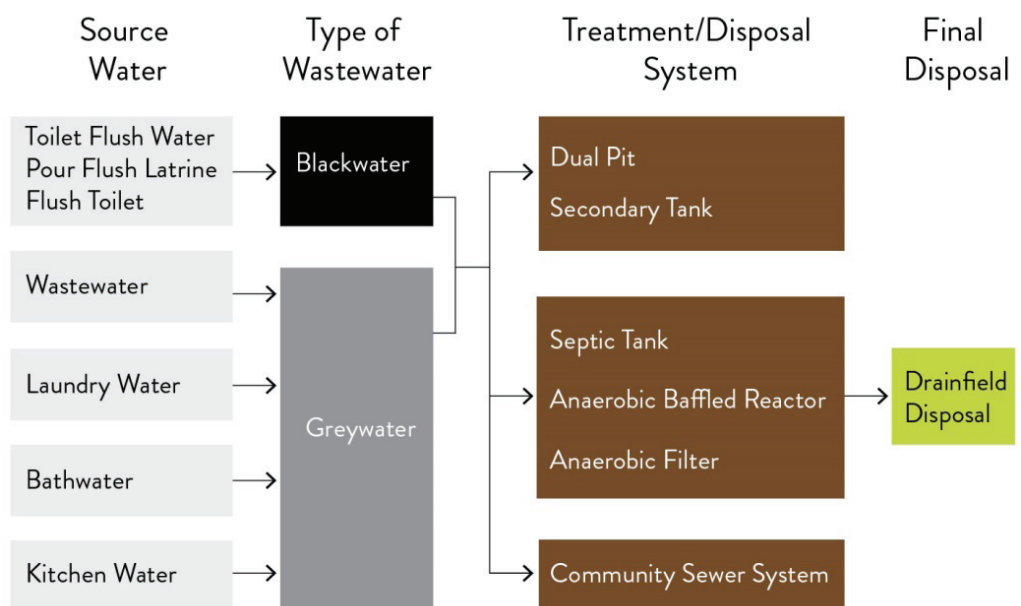 Source
Water
Type of
Wastewater
Treatment/Disposal
System
Final
Disposal
Toilet Flush Water
Pour Flush Latrine
Flush Toilet
Blackwater
Dual Pit
Secondary Tank
Wastewater
Laundry Water
Bathwater
Kitchen Water
Greywater
Septic Tank
Anaerobic Baffled Reactor
Anaerobic Filter
Drainfield
Disposal
Community Sewer System